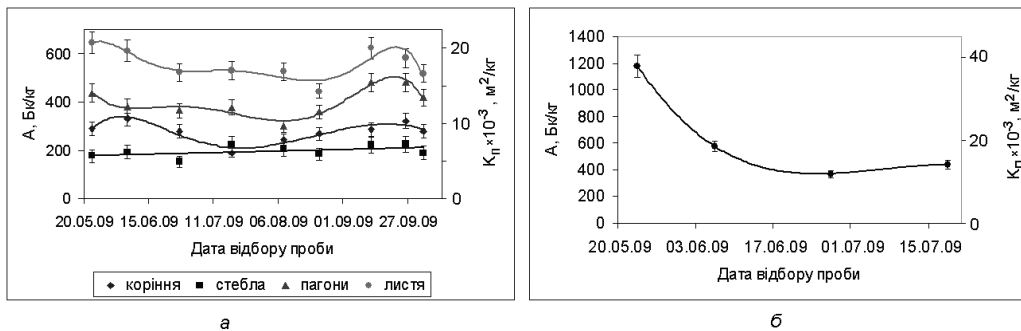 600
400
200
0
А, Бк/кг
20
10
0
Kп×10⁻³, м²/кг
20.05.09 15.06.09 11.07.09 06.08.09 01.09.09 27.09.09
Дата відбору проби
коріння стебла пагони листя
а
1400
1200
1000
800
600
400
200
0
А, Бк/кг
40
20
0
Kп×10⁻³, м²/кг
20.05.09 03.06.09 17.06.09 01.07.09 15.07.09
Дата відбору проби
б